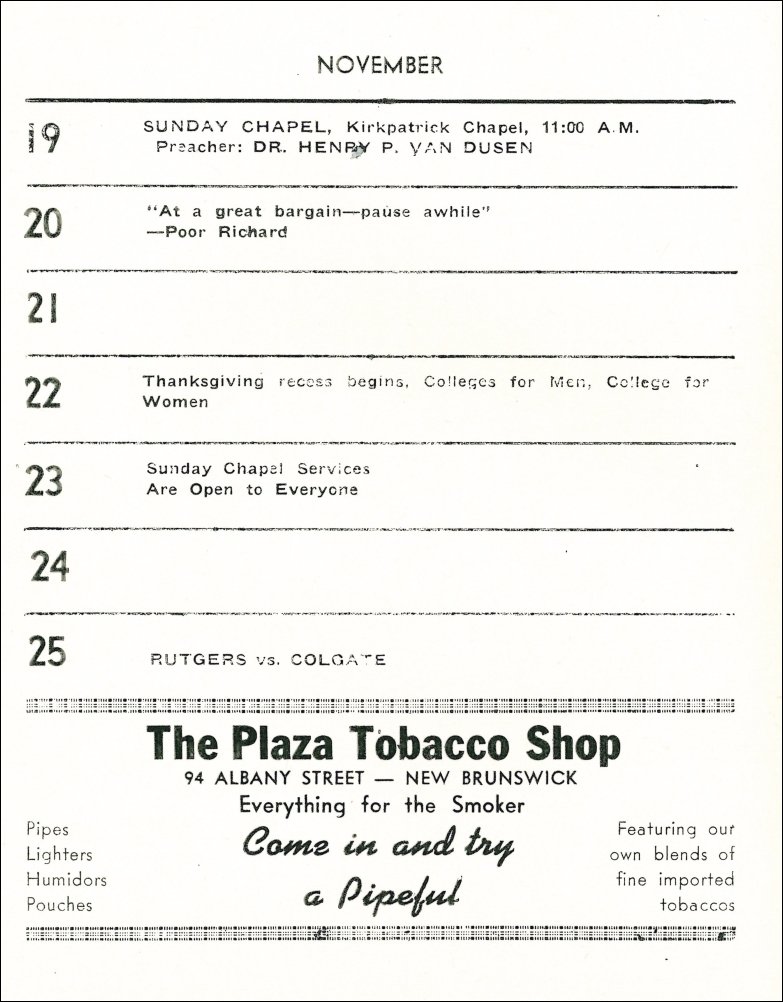 NOVEMBER
19
SUNDAY CHAPEL, Kirkpatrick Chapel, 11:00 A.M.
Preacher: DR. HENRY P. VAN DUSEN
20
"At a great bargain—pause awhile"
—Poor Richard
21
22
Thanksgiving recess begins, Colleges for Men, College for
Women
23
Sunday Chapel Services
Are Open to Everyone
24
25
RUTGERS vs. COLGATE
The Plaza Tobacco Shop
94 ALBANY STREET — NEW BRUNSWICK
Everything for the Smoker
Come in and try
a Pipeful
Pipes
Lighters
Humidors
Pouches
Featuring our
own blends of
fine imported
tobaccos